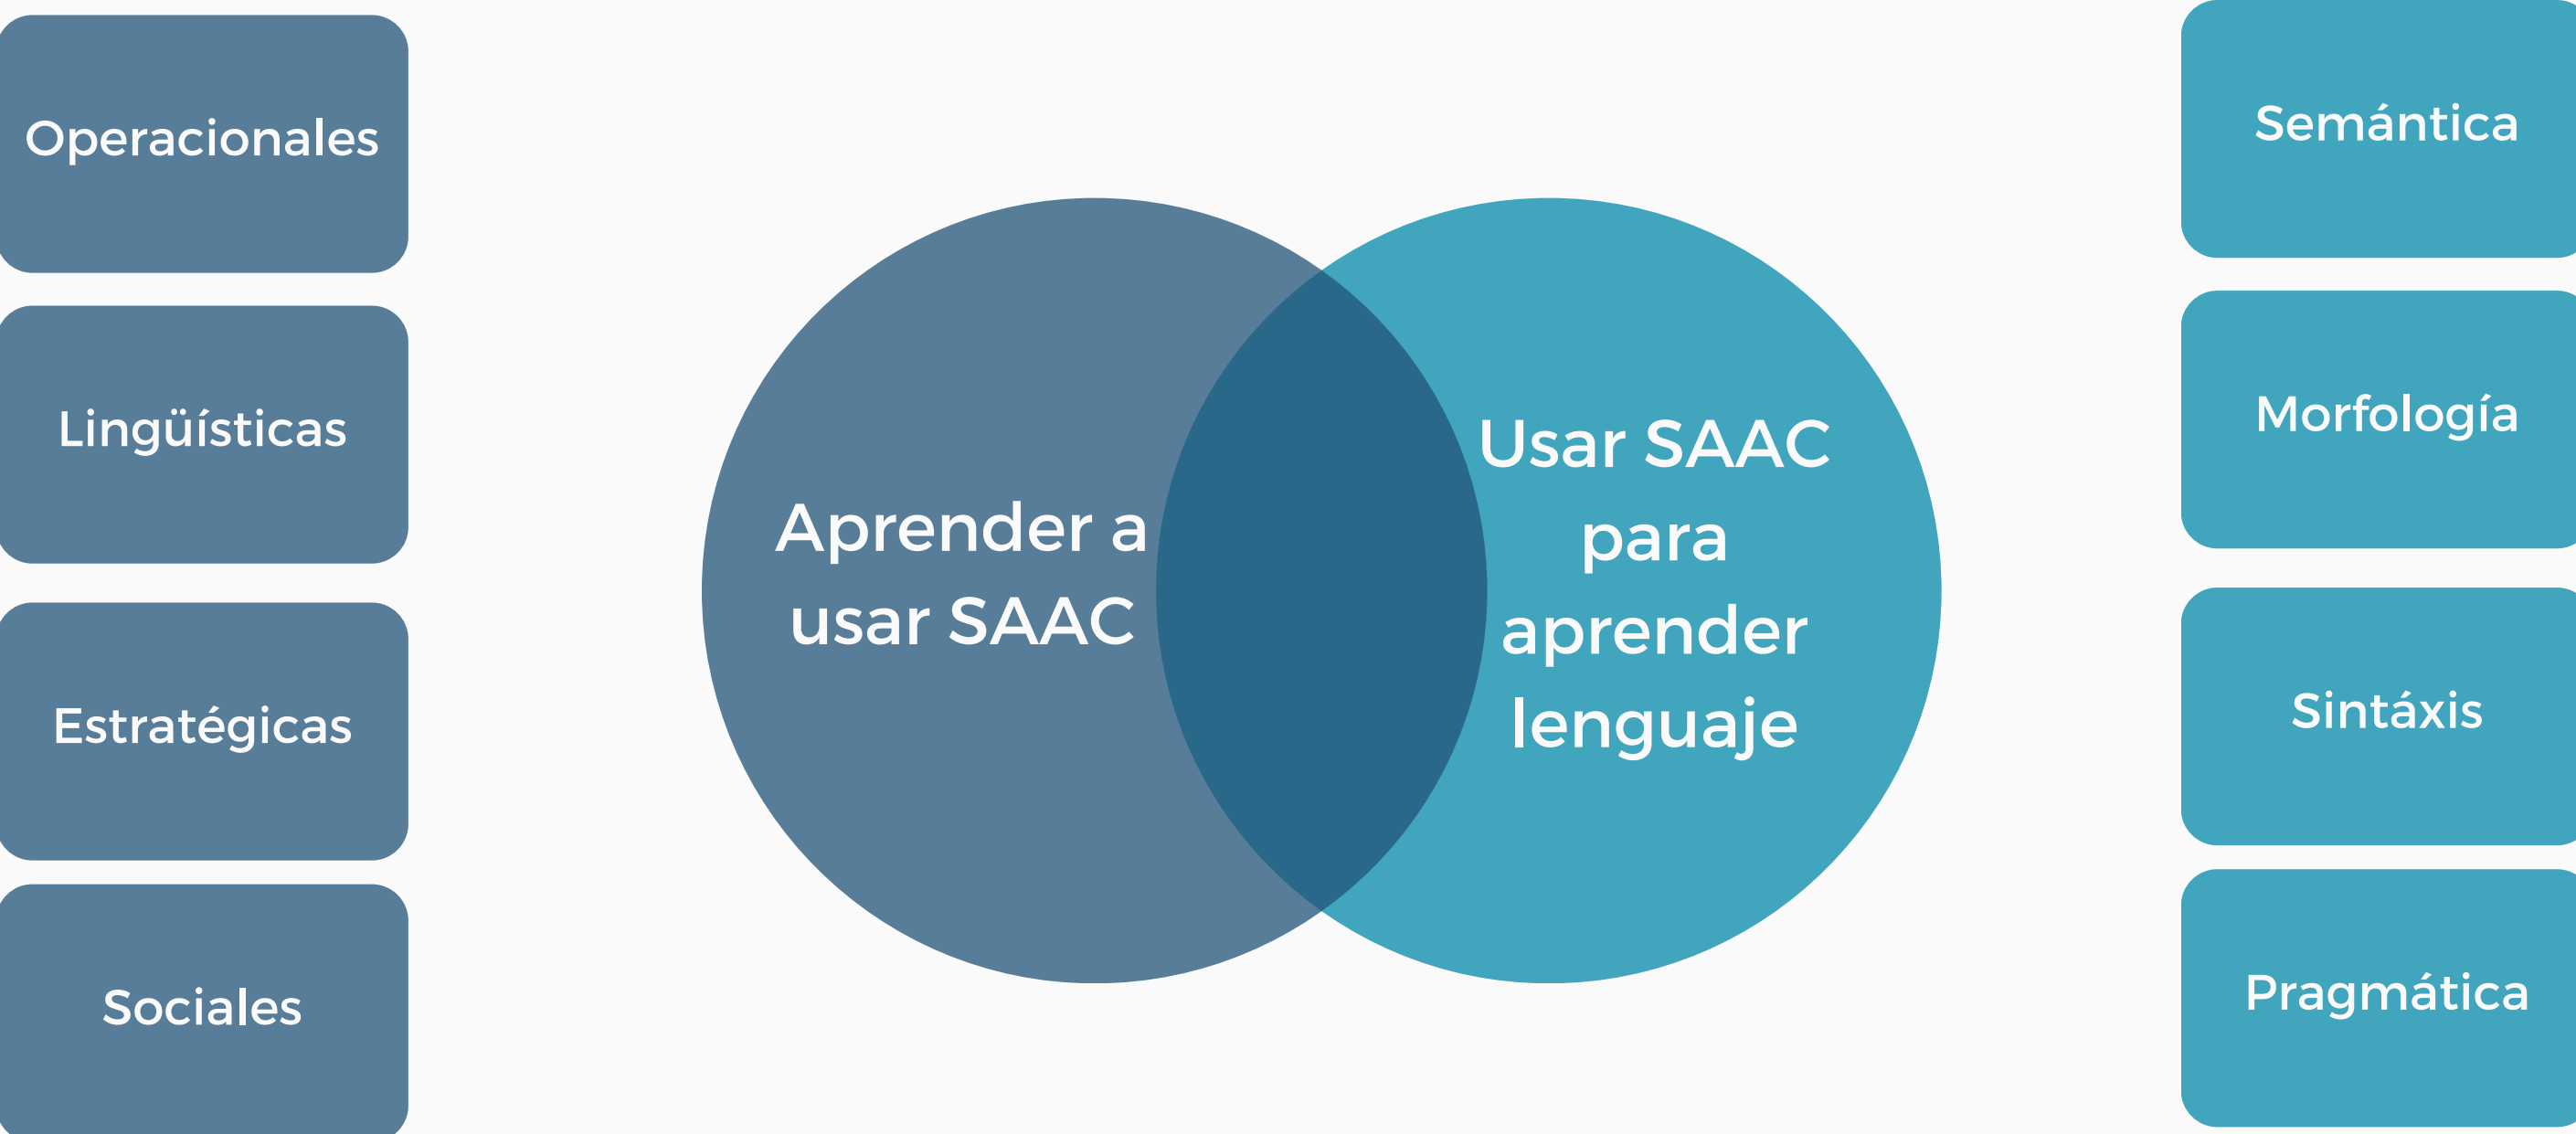 Operacionales
Lingüísticas
Estratégicas
Sociales
Aprender a
usar SAAC
Usar SAAC
para
aprender
lenguaje
Semántica
Morfología
Sintáxis
Pragmática